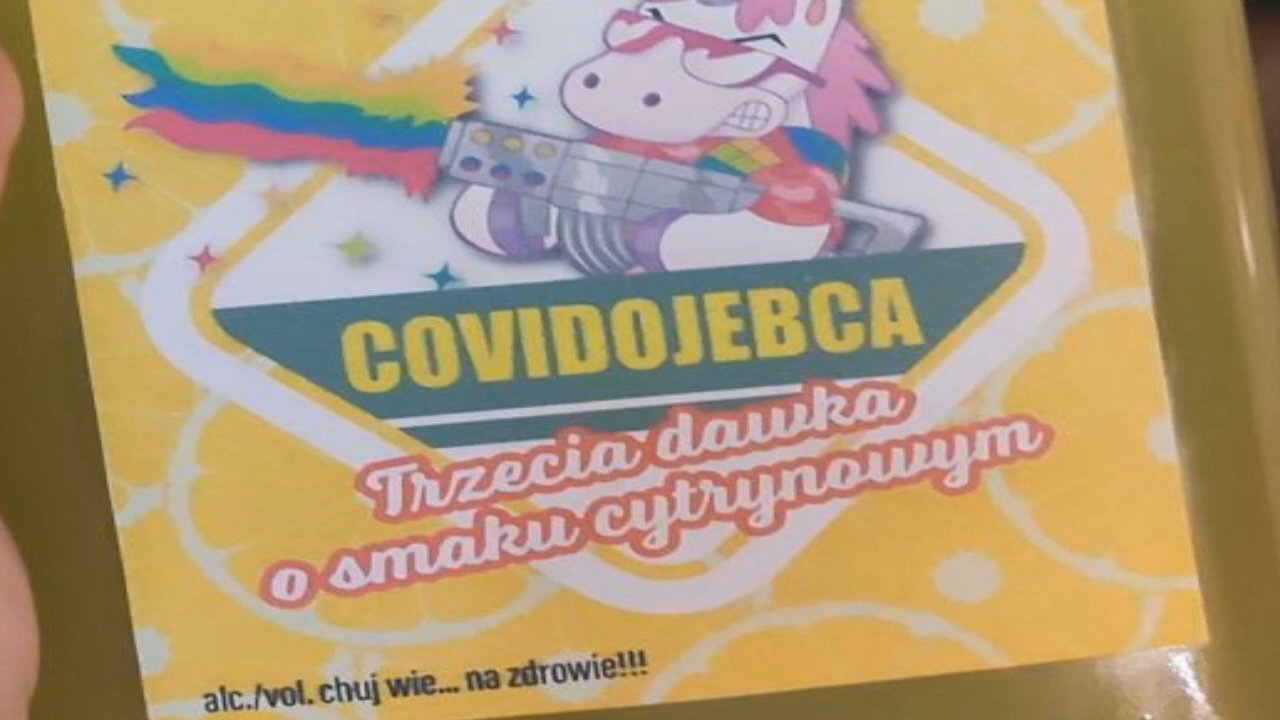 COVIDOJEBCA
Trzecia dawka
o smaku cytrynowym
alc./vol. chuj wie... na zdrowie!!!